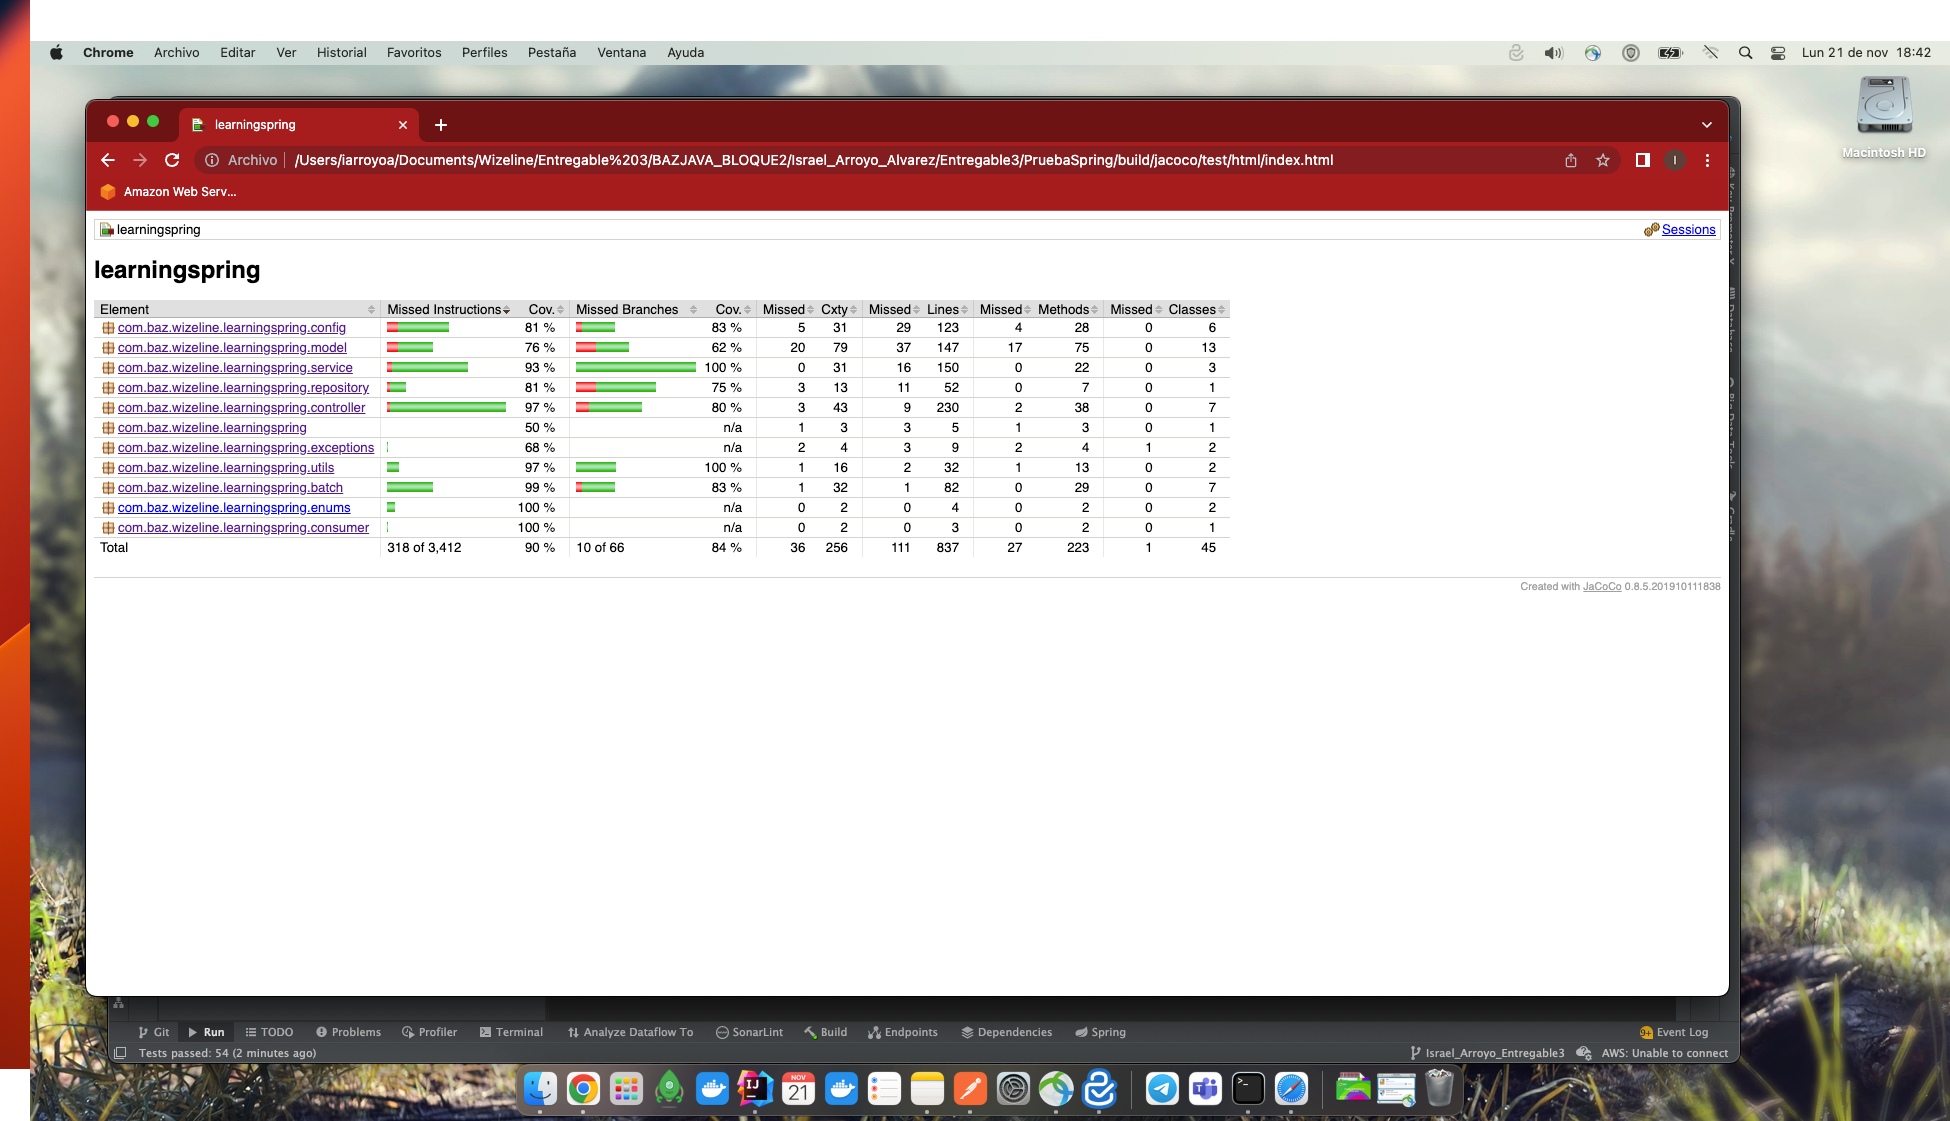 Chrome Archivo Editar Ver Historial Favoritos Perfiles Pestaña Ventana Ayuda Lun 21 de nov 18:42
Macintosh HD
learningspring
Archivo /Users/iarroyoa/Documents/Wizeline/Entregable%203/BAZJAVA_BLOQUE2/Israel_Arroyo_Alvarez/Entregable3/PruebaSpring/build/jacoco/test/html/index.html I
Amazon Web Serv...
learningspring Sessions
learningspring
Element Missed Instructions Cov. Missed Branches Cov. Missed Cxty Missed Lines Missed Methods Missed Classes
com.baz.wizeline.learningspring.config 81 % 83 % 5 31 29 123 4 28 0 6
com.baz.wizeline.learningspring.model 76 % 62 % 20 79 37 147 17 75 0 13
com.baz.wizeline.learningspring.service 93 % 100 % 0 31 16 150 0 22 0 3
com.baz.wizeline.learningspring.repository 81 % 75 % 3 13 11 52 0 7 0 1
com.baz.wizeline.learningspring.controller 97 % 80 % 3 43 9 230 2 38 0 7
com.baz.wizeline.learningspring 50 % n/a 1 3 3 5 1 3 0 1
com.baz.wizeline.learningspring.exceptions 68 % n/a 2 4 3 9 2 4 1 2
com.baz.wizeline.learningspring.utils 97 % 100 % 1 16 2 32 1 13 0 2
com.baz.wizeline.learningspring.batch 99 % 83 % 1 32 1 82 0 29 0 7
com.baz.wizeline.learningspring.enums 100 % n/a 0 2 0 4 0 2 0 2
com.baz.wizeline.learningspring.consumer 100 % n/a 0 2 0 3 0 2 0 1
Total 318 of 3,412 90 % 10 of 66 84 % 36 256 111 837 27 223 1 45
Created with JaCoCo 0.8.5.201910111838
Git Run TODO Problems Profiler Terminal Analyze Dataflow To SonarLint Build Endpoints Dependencies Spring Event Log
Tests passed: 54 (2 minutes ago) Israel_Arroyo_Entregable3 AWS: Unable to connect
IJ NOV 21